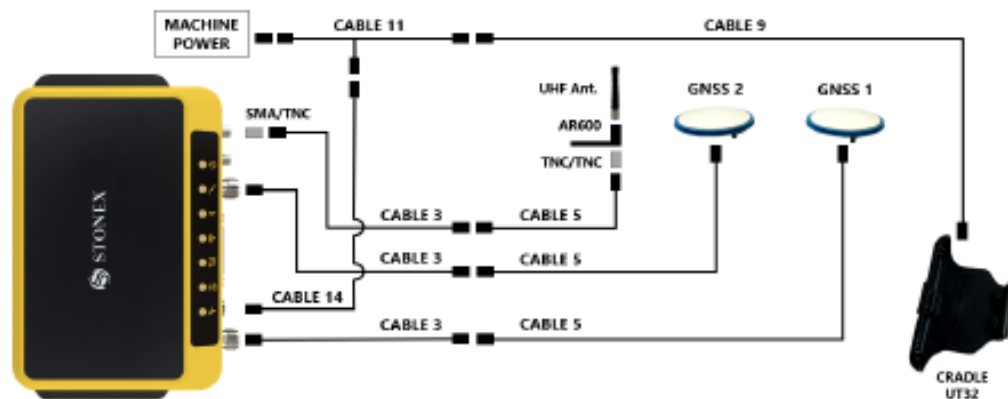 MACHINE
POWER
CABLE 11
CABLE 9
SMA/TNC
UHF Ant.
GNSS 2
GNSS 1
AR600
TNC/TNC
STONEX
CABLE 3
CABLE 5
CABLE 3
CABLE 5
CABLE 14
CABLE 3
CABLE 5
CRADLE
UT32